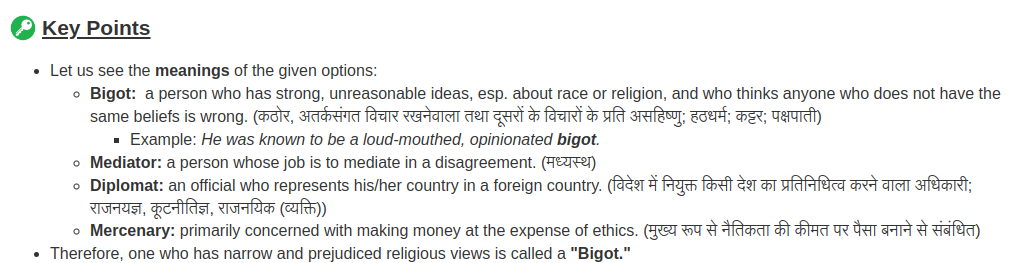 Key Points
Let us see the meanings of the given options:
Bigot: a person who has strong, unreasonable ideas, esp. about race or religion, and who thinks anyone who does not have the
same beliefs is wrong. (कठोर, अतर्कसंगत विचार रखनेवाला तथा दूसरों के विचारों के प्रति असहिष्णु; हठधर्म; कट्टर; पक्षपाती)
Example: He was known to be a loud-mouthed, opinionated bigot.
Mediator: a person whose job is to mediate in a disagreement. (मध्यस्थ)
Diplomat: an official who represents his/her country in a foreign country. (विदेश में नियुक्त किसी देश का प्रतिनिधित्व करने वाला अधिकारी;
राजनयज्ञ, कूटनीतिज्ञ, राजनयिक (व्यक्ति))
Mercenary: primarily concerned with making money at the expense of ethics. (मुख्य रूप से नैतिकता की कीमत पर पैसा बनाने से संबंधित)
Therefore, one who has narrow and prejudiced religious views is called a "Bigot."